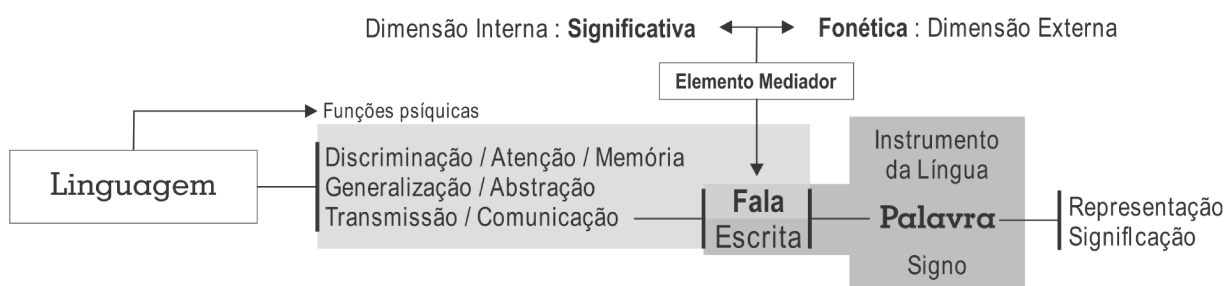 Dimensão Interna : Significativa
Fonética : Dimensão Externa
Elemento Mediador
Funções psíquicas
Linguagem
Discriminação / Atenção / Memória
Generalização / Abstração
Transmissão / Comunicação
Fala
Escrita
Instrumento
da Língua
Palavra
Signo
Representação
Significação